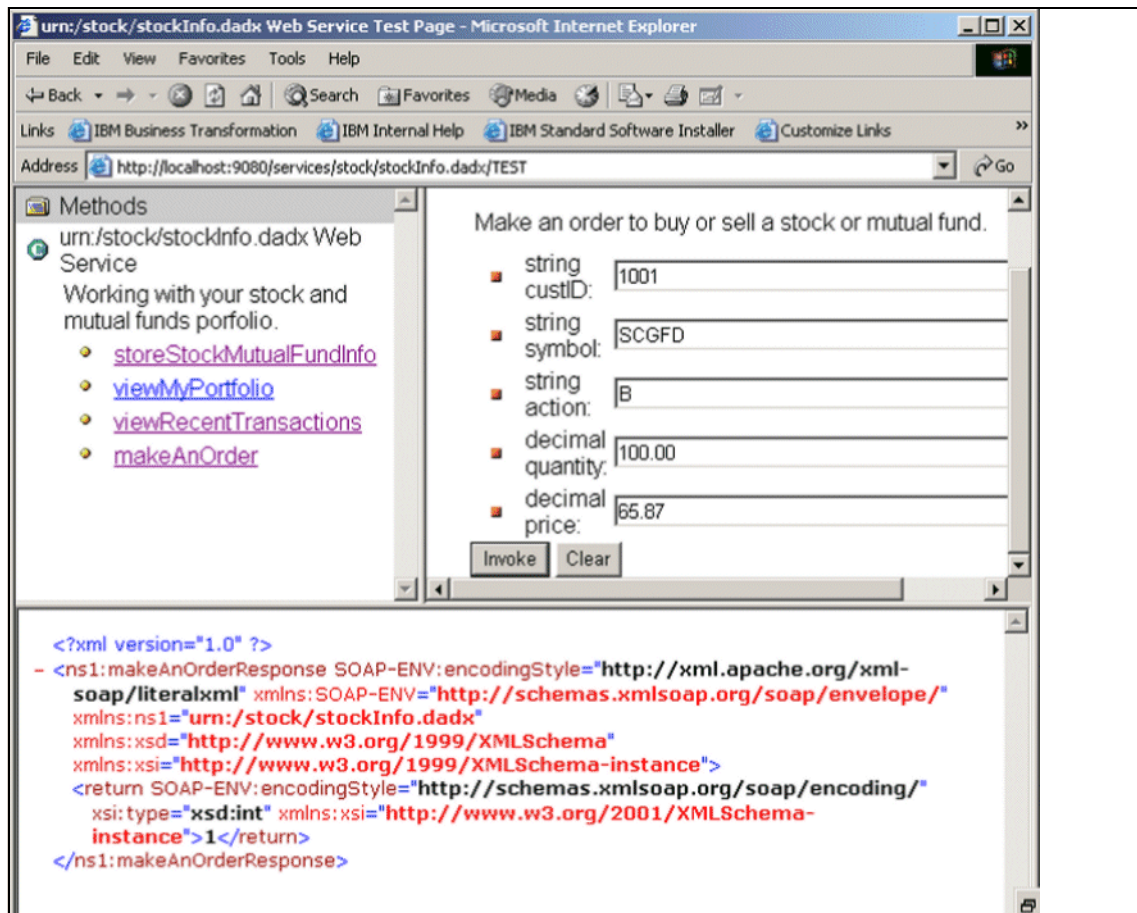 urn:/stock/stockInfo.dadx Web Service Test Page - Microsoft Internet Explorer
File Edit View Favorites Tools Help
Back Search Favorites Media
Links IBM Business Transformation IBM Internal Help IBM Standard Software Installer Customize Links »
Address http://localhost:9080/services/stock/stockInfo.dadx/TEST Go
Methods
urn:/stock/stockInfo.dadx Web
Service
Working with your stock and
mutual funds porfolio.
storeStockMutualFundInfo
viewMyPortfolio
viewRecentTransactions
makeAnOrder
Make an order to buy or sell a stock or mutual fund.
string
custID: 1001
string
symbol: SCGFD
string
action: B
decimal
quantity: 100.00
decimal
price: 65.87
Invoke Clear
<?xml version="1.0" ?>
- <ns1:makeAnOrderResponse SOAP-ENV:encodingStyle="http://xml.apache.org/xml-
soap/literalxml" xmlns:SOAP-ENV="http://schemas.xmlsoap.org/soap/envelope/"
xmlns:ns1="urn:/stock/stockInfo.dadx"
xmlns:xsd="http://www.w3.org/1999/XMLSchema"
xmlns:xsi="http://www.w3.org/1999/XMLSchema-instance">
<return SOAP-ENV:encodingStyle="http://schemas.xmlsoap.org/soap/encoding/"
xsi:type="xsd:int" xmlns:xsi="http://www.w3.org/2001/XMLSchema-
instance">1</return>
</ns1:makeAnOrderResponse>